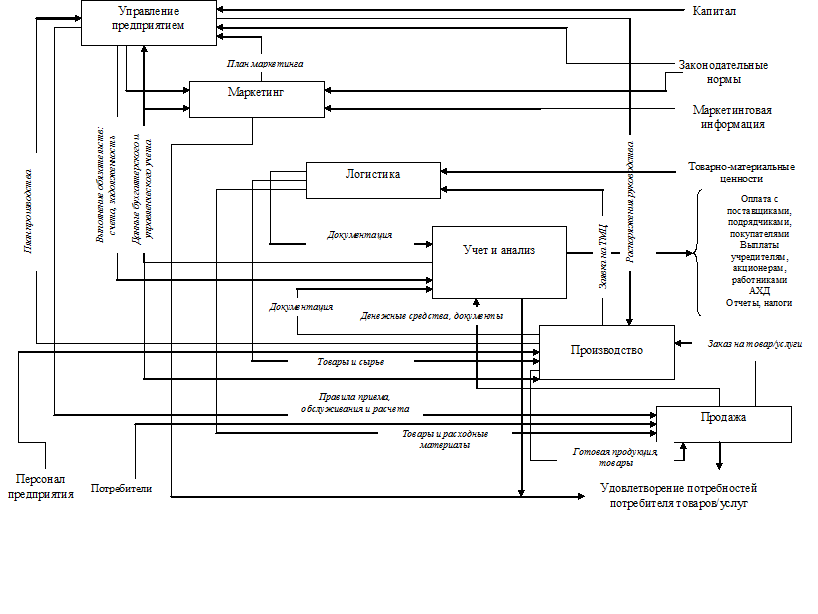 Управление
предприятием
Капитал
План маркетинга
Законодательные
нормы
Маркетинг
Маркетинговая
информация
План производства
Выполнение обязательств:
счета, задолженность
Данные бухгалтерского и
управленческого учета
Распоряжения руководства
Логистика
Товарно-материальные
ценности
Оплата с
поставщиками,
подрядчиками,
покупателями
Выплаты
учредителям,
акционерам,
работниками
АХД
Отчеты, налоги
Документация
Учет и анализ
Заявки на ТМЦ
Документация
Денежные средства, документы
Производство
Заказ на товар/услуги
Товары и сырье
Правила приема,
обслуживания и расчета
Продажа
Товары и расходные
материалы
Готовая продукция,
товары
Персонал
предприятия
Потребители
Удовлетворение потребностей
потребителя товаров/услуг